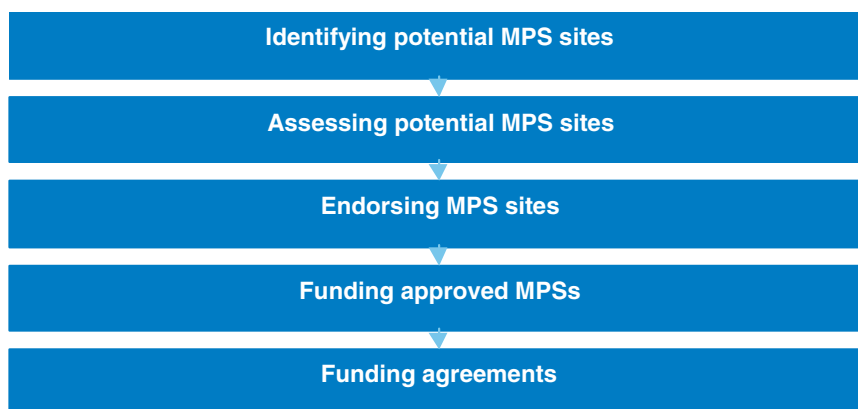 Identifying potential MPS sites
Assessing potential MPS sites
Endorsing MPS sites
Funding approved MPSs
Funding agreements